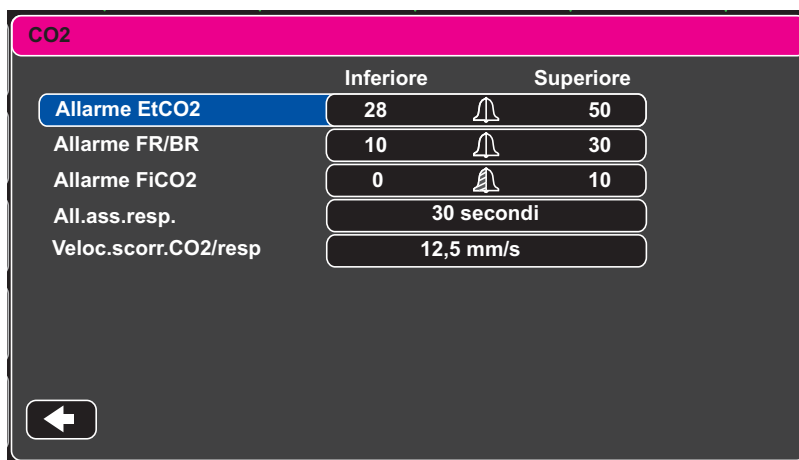 CO2
Inferiore Superiore
Allarme EtCO2 28 50
Allarme FR/BR 10 30
Allarme FiCO2 0 10
All.ass.resp. 30 secondi
Veloc.scorr.CO2/resp 12,5 mm/s